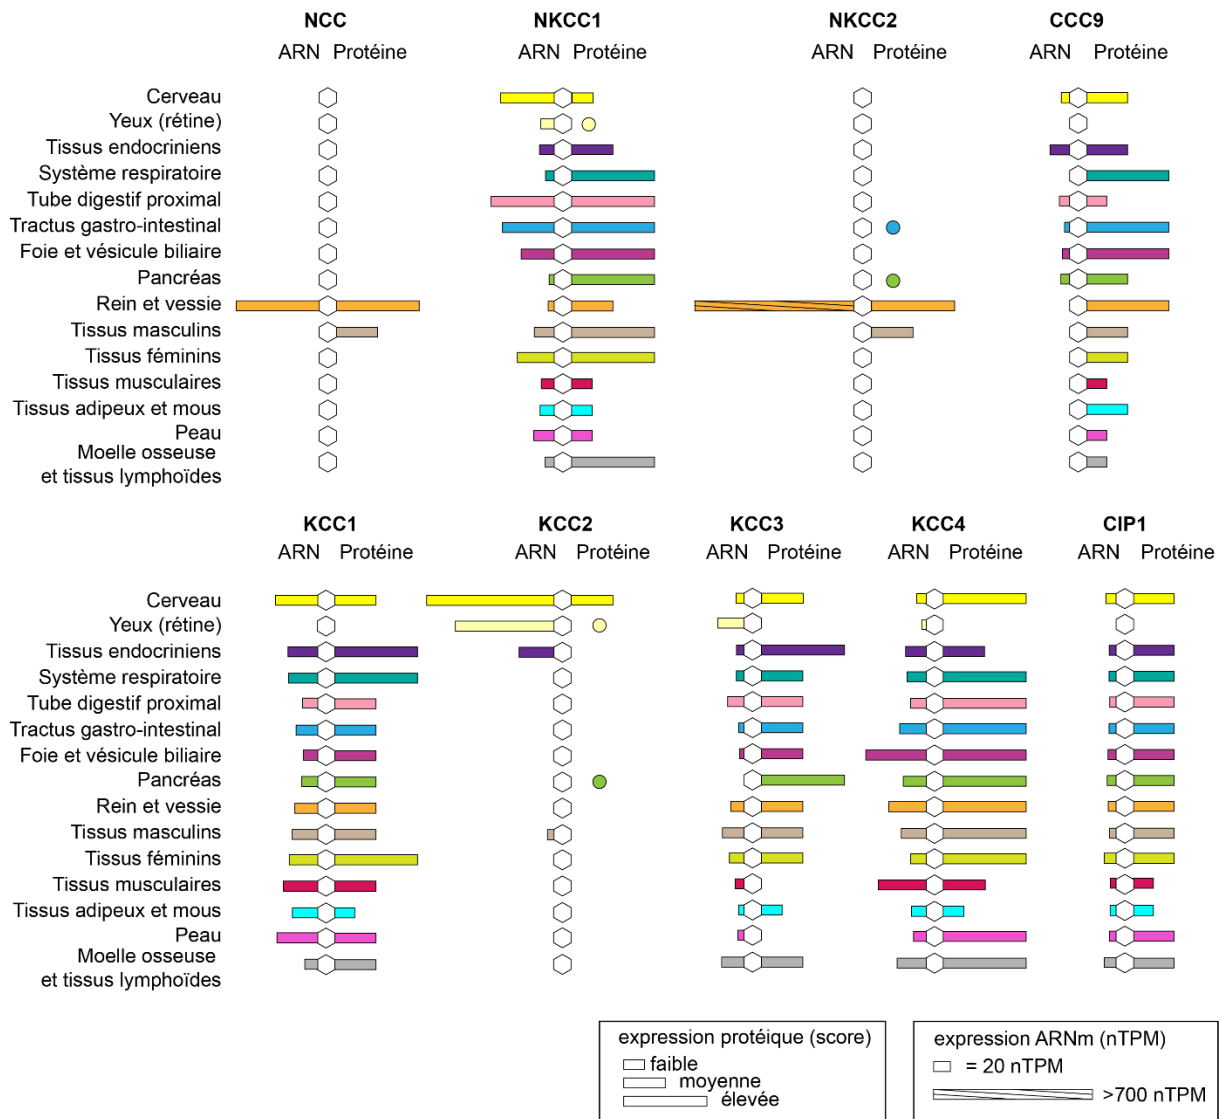 NCC NKCC1 NKCC2 CCC9
ARN Protéine ARN Protéine ARN Protéine ARN Protéine
Cerveau
Yeux (rétine)
Tissus endocriniens
Système respiratoire
Tube digestif proximal
Tractus gastro-intestinal
Foie et vésicule biliaire
Pancréas
Rein et vessie
Tissus masculins
Tissus féminins
Tissus musculaires
Tissus adipeux et mous
Peau
Moelle osseuse
et tissus lymphoïdes
KCC1 KCC2 KCC3 KCC4 CIP1
ARN Protéine ARN Protéine ARN Protéine ARN Protéine ARN Protéine
Cerveau
Yeux (rétine)
Tissus endocriniens
Système respiratoire
Tube digestif proximal
Tractus gastro-intestinal
Foie et vésicule biliaire
Pancréas
Rein et vessie
Tissus masculins
Tissus féminins
Tissus musculaires
Tissus adipeux et mous
Peau
Moelle osseuse
et tissus lymphoïdes
expression protéique (score)
faible
moyenne
élevée
expression ARNm (nTPM)
= 20 nTPM
>700 nTPM